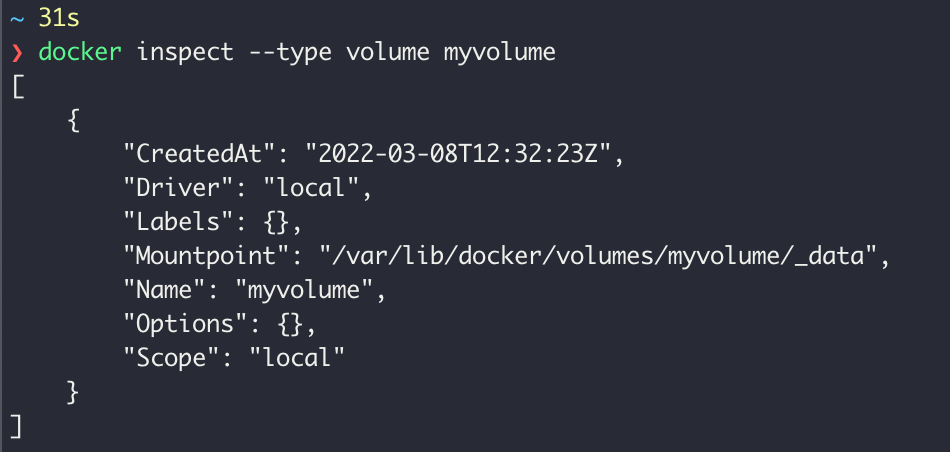 ~ 31s
❯ docker inspect --type volume myvolume
[
    {
        "CreatedAt": "2022-03-08T12:32:23Z",
        "Driver": "local",
        "Labels": {},
        "Mountpoint": "/var/lib/docker/volumes/myvolume/_data",
        "Name": "myvolume",
        "Options": {},
        "Scope": "local"
    }
]